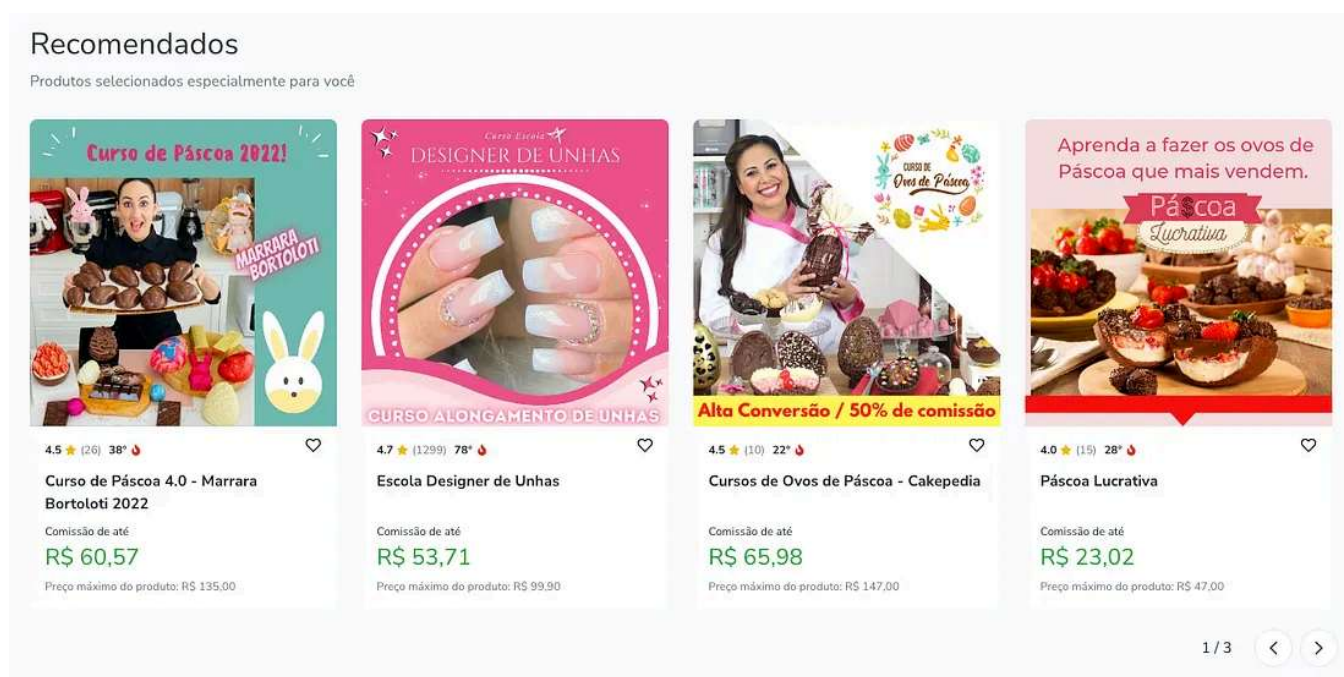 Recomendados
Produtos selecionados especialmente para você
Curso de Páscoa 2022!
MARRARA
BORTOLOTI
4.5 (26) 38°
Curso de Páscoa 4.0 - Marrara
Bortoloti 2022
Comissão de até
R$ 60,57
Preço máximo do produto: R$ 135,00
Curso Escola
DESIGNER DE UNHAS
CURSO ALONGAMENTO DE UNHAS
4.7 (1299) 78°
Escola Designer de Unhas
Comissão de até
R$ 53,71
Preço máximo do produto: R$ 99,90
CURSO DE
Ovos de Páscoa
Alta Conversão / 50% de comissão
4.5 (10) 22°
Cursos de Ovos de Páscoa - Cakepedia
Comissão de até
R$ 65,98
Preço máximo do produto: R$ 147,00
Aprenda a fazer os ovos de
Páscoa que mais vendem.
Pá$coa
Lucrativa
4.0 (15) 28°
Páscoa Lucrativa
Comissão de até
R$ 23,02
Preço máximo do produto: R$ 47,00
1 / 3